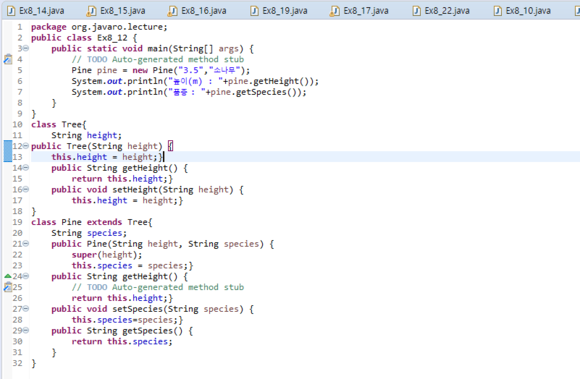 Ex8_14.java Ex8_15.java Ex8_16.java Ex8_19.java Ex8_17.java Ex8_22.java Ex8_10.java
1 package org.javaro.lecture;
2 public class Ex8_12 {
3 public static void main(String[] args) {
4 // TODO Auto-generated method stub
5 Pine pine = new Pine("3.5","소나무");
6 System.out.println("높이(m) : "+pine.getHeight());
7 System.out.println("품종 : "+pine.getSpecies());
8 }
9 }
10 class Tree{
11 String height;
12 public Tree(String height) {
13 this.height = height;}
14 public String getHeight() {
15 return this.height;}
16 public void setHeight(String height) {
17 this.height = height;}
18 }
19 class Pine extends Tree{
20 String species;
21 public Pine(String height, String species) {
22 super(height);
23 this.species = species;}
24 public String getHeight() {
25 // TODO Auto-generated method stub
26 return this.height;}
27 public void setSpecies(String species) {
28 this.species=species;}
29 public String getSpecies() {
30 return this.species;
31 }
32 }